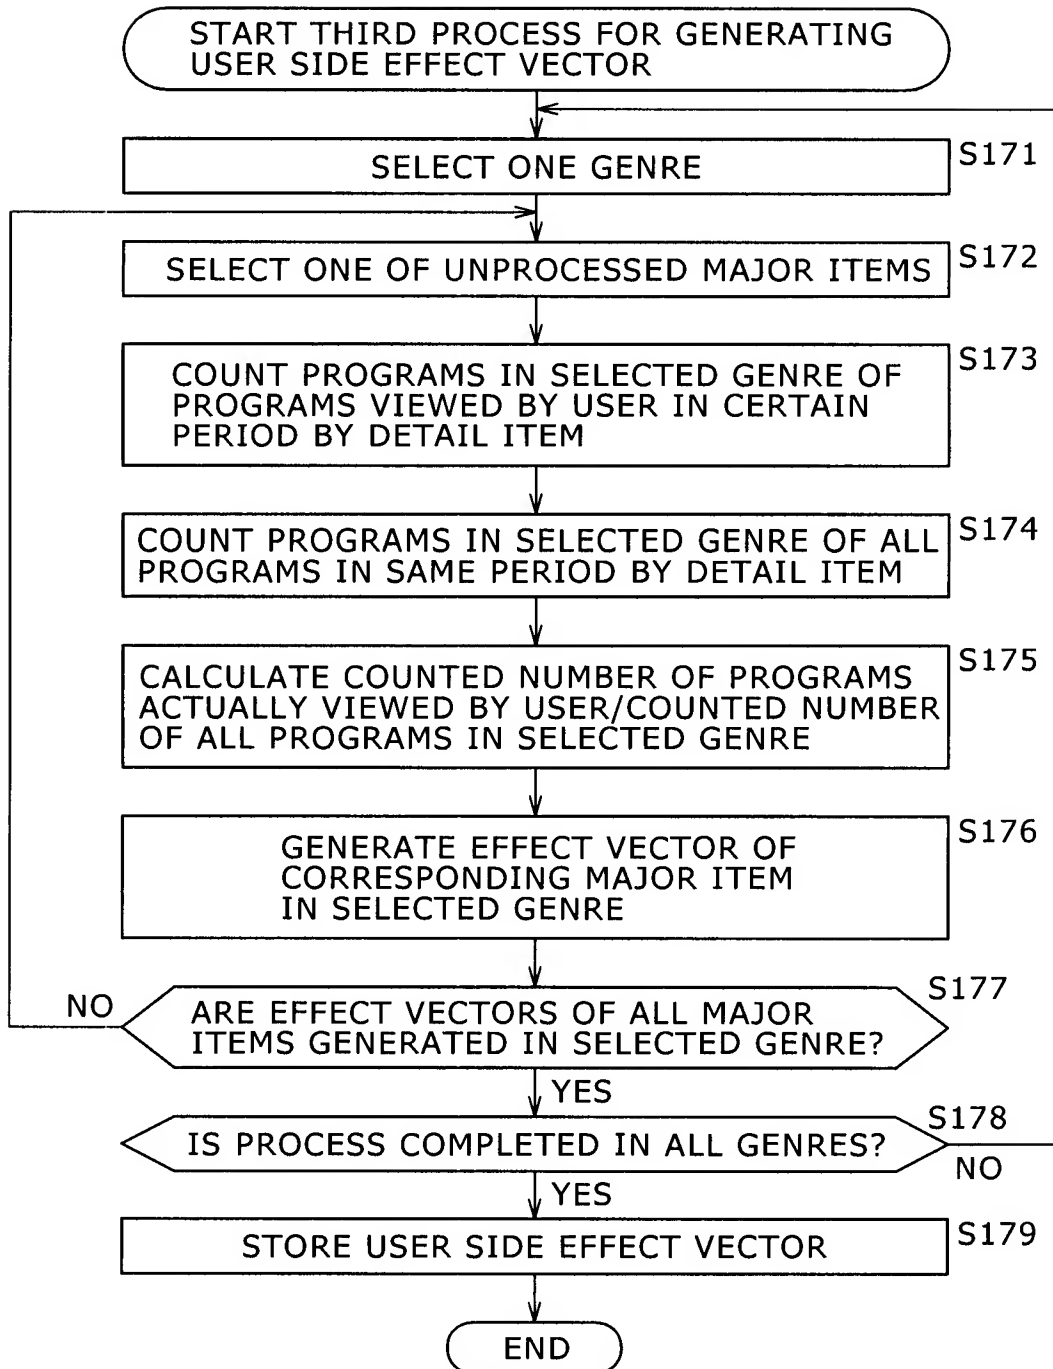 START THIRD PROCESS FOR GENERATING
USER SIDE EFFECT VECTOR
SELECT ONE GENRE
S171
SELECT ONE OF UNPROCESSED MAJOR ITEMS
S172
COUNT PROGRAMS IN SELECTED GENRE OF
PROGRAMS VIEWED BY USER IN CERTAIN
PERIOD BY DETAIL ITEM
S173
COUNT PROGRAMS IN SELECTED GENRE OF ALL
PROGRAMS IN SAME PERIOD BY DETAIL ITEM
S174
CALCULATE COUNTED NUMBER OF PROGRAMS
ACTUALLY VIEWED BY USER/COUNTED NUMBER
OF ALL PROGRAMS IN SELECTED GENRE
S175
GENERATE EFFECT VECTOR OF
CORRESPONDING MAJOR ITEM
IN SELECTED GENRE
S176
NO
ARE EFFECT VECTORS OF ALL MAJOR
ITEMS GENERATED IN SELECTED GENRE?
S177
YES
IS PROCESS COMPLETED IN ALL GENRES?
S178
NO
YES
STORE USER SIDE EFFECT VECTOR
S179
END